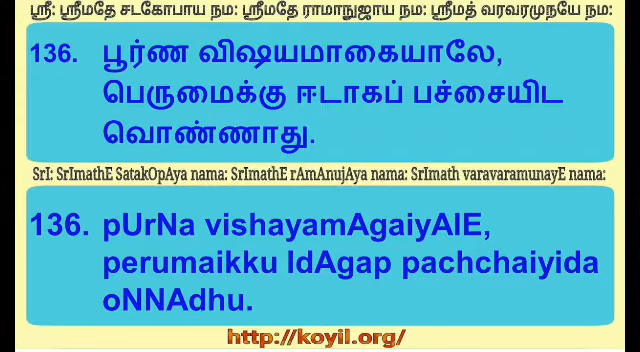 ஸ்ரீ: ஸ்ரீமதே சடகோபாய நம: ஸ்ரீமதே ராமாநுஜாய நம: ஸ்ரீமத் வரவரமுநயே நம:
136. பூர்ண விஷயமாகையாலே,
பெருமைக்கு ஈடாகப் பச்சையிட
வொண்ணாது.
SrI: SrImathE SatakOpAya nama: SrImathE rAmAnujAya nama: SrImath varavaramunayE nama:
136. pUrNa vishayamAgaiyAlE,
perumaikku IdAgap pachchaiyida
oNNAdhu.
http://koyil.org/